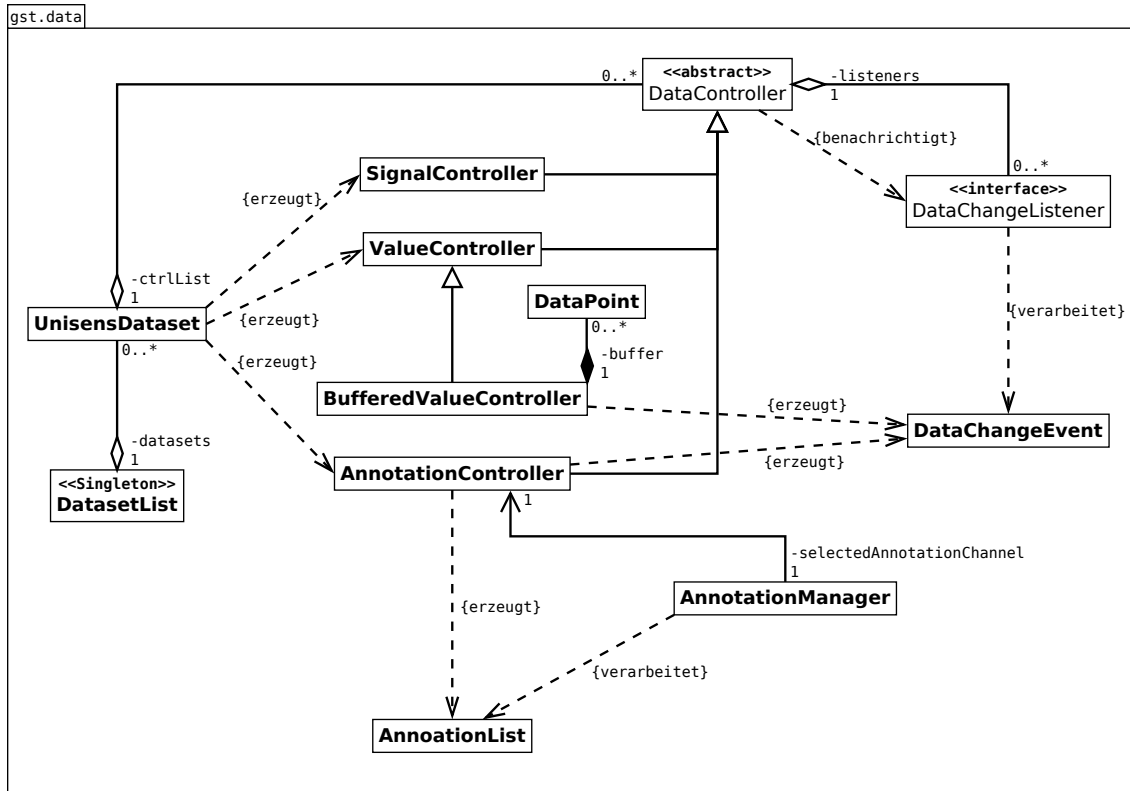 gst.data
<<abstract>>
DataController
0..*
-listeners
1
{benachrichtigt}
0..*
<<interface>>
DataChangeListener
SignalController
{erzeugt}
ValueController
{erzeugt}
-ctrlList
1
UnisensDataset
0..*
{erzeugt}
DataPoint
0..*
-buffer
1
{verarbeitet}
BufferedValueController
{erzeugt}
DataChangeEvent
-datasets
1
<<Singleton>>
DatasetList
AnnotationController
{erzeugt}
1
-selectedAnnotationChannel
1
AnnotationManager
{erzeugt}
{verarbeitet}
AnnoationList